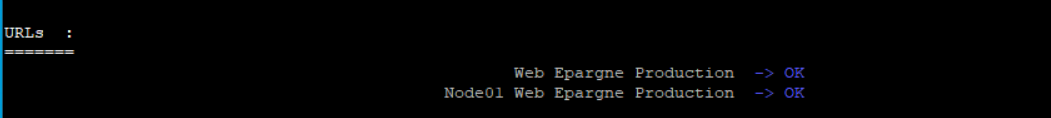 URLs  :
=======
Web Epargne Production  -> OK
Node01 Web Epargne Production  -> OK